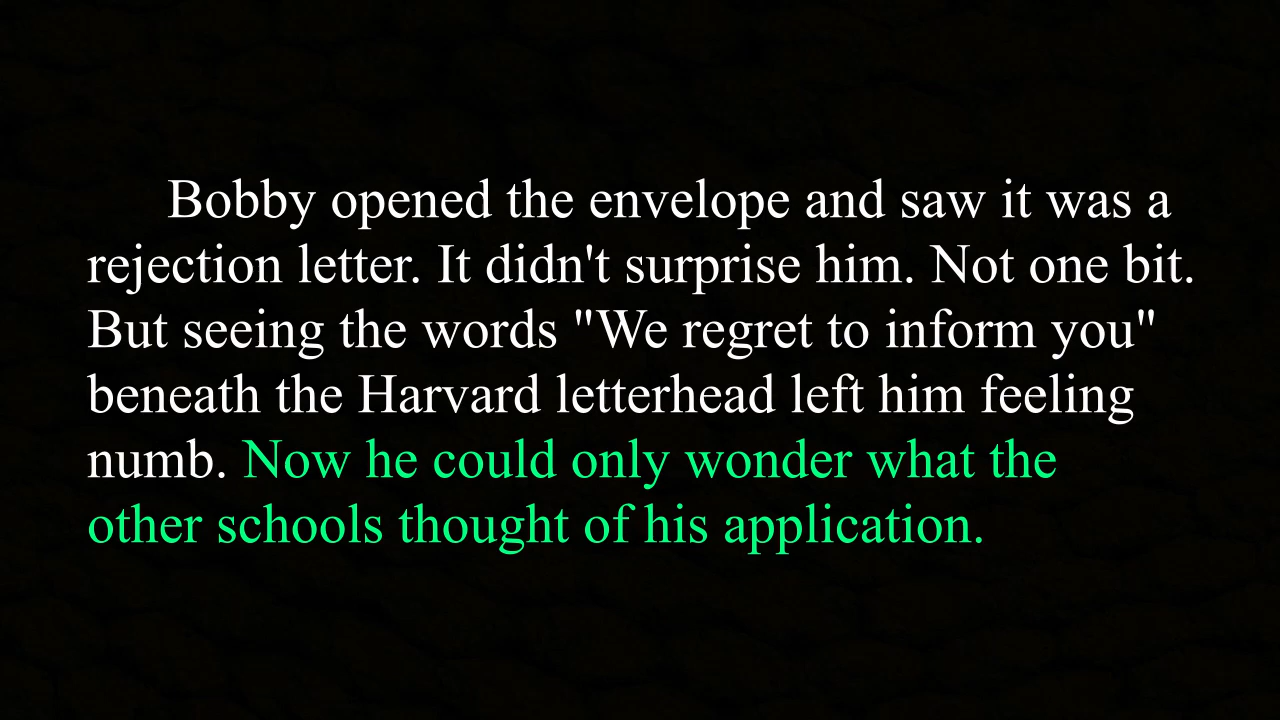 Bobby opened the envelope and saw it was a
rejection letter. It didn't surprise him. Not one bit.
But seeing the words "We regret to inform you"
beneath the Harvard letterhead left him feeling
numb. Now he could only wonder what the
other schools thought of his application.